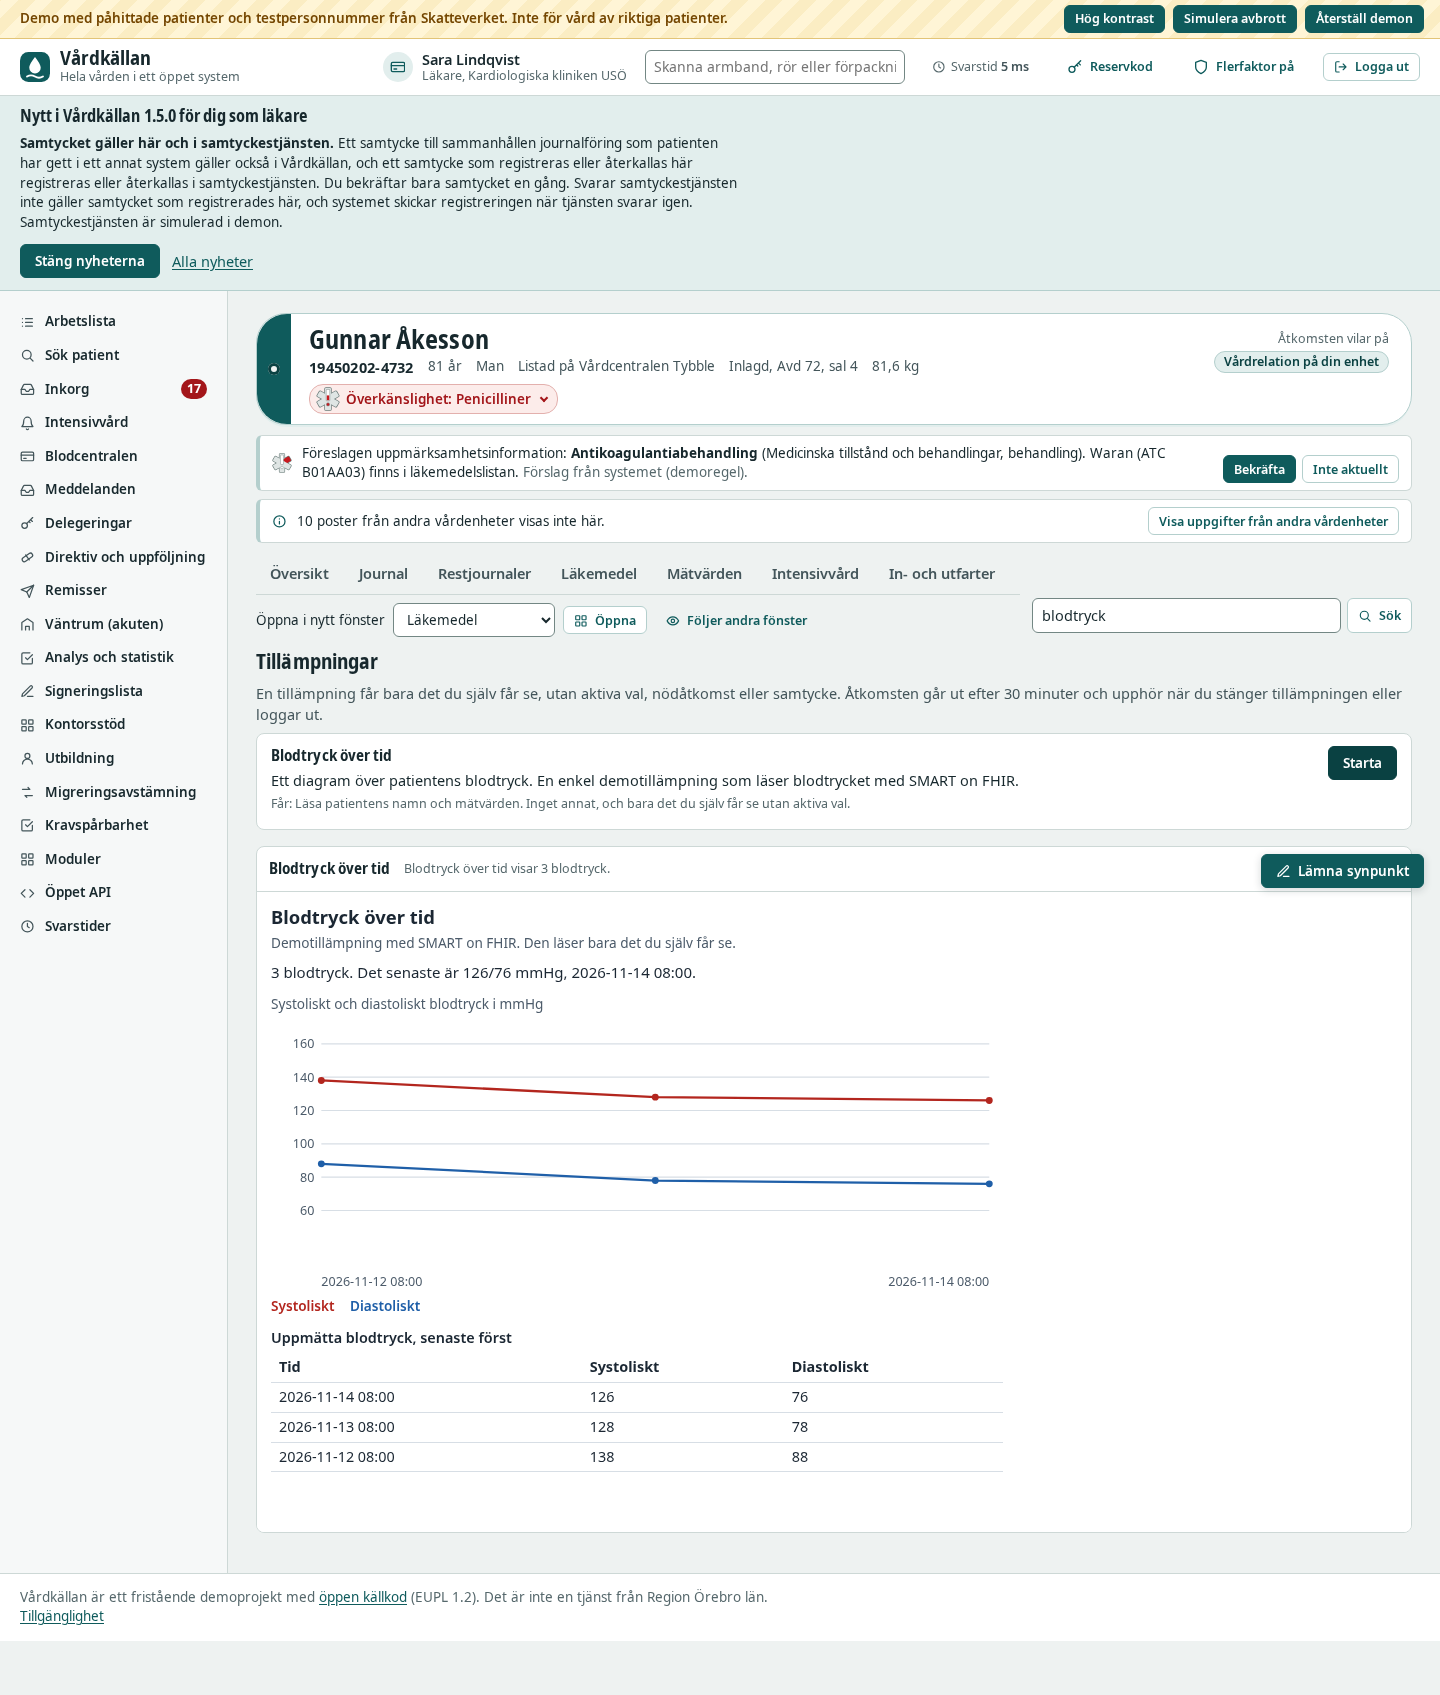 Demo med påhittade patienter och testpersonnummer från Skatteverket. Inte för vård av riktiga patienter.
Hög kontrast
Simulera avbrott
Återställ demon
Vårdkällan
Hela vården i ett öppet system
Sara Lindqvist
Läkare, Kardiologiska kliniken USÖ
Skanna armband, rör eller förpackni
Svarstid 5 ms
Reservkod
Flerfaktor på
Logga ut
Nytt i Vårdkällan 1.5.0 för dig som läkare
Samtycket gäller här och i samtyckestjänsten. Ett samtycke till sammanhållen journalföring som patienten
har gett i ett annat system gäller också i Vårdkällan, och ett samtycke som registreras eller återkallas här
registreras eller återkallas i samtyckestjänsten. Du bekräftar bara samtycket en gång. Svarar samtyckestjänsten
inte gäller samtycket som registrerades här, och systemet skickar registreringen när tjänsten svarar igen.
Samtyckestjänsten är simulerad i demon.
Stäng nyheterna
Alla nyheter
Arbetslista
Sök patient
Inkorg 17
Intensivvård
Blodcentralen
Meddelanden
Delegeringar
Direktiv och uppföljning
Remisser
Väntrum (akuten)
Analys och statistik
Signeringslista
Kontorsstöd
Utbildning
Migreringsavstämning
Kravspårbarhet
Moduler
Öppet API
Svarstider
Gunnar Åkesson
19450202-4732 81 år Man Listad på Vårdcentralen Tybble Inlagd, Avd 72, sal 4 81,6 kg
Överkänslighet: Penicilliner
Åtkomsten vilar på
Vårdrelation på din enhet
Föreslagen uppmärksamhetsinformation: Antikoagulantiabehandling (Medicinska tillstånd och behandlingar, behandling). Waran (ATC
B01AA03) finns i läkemedelslistan. Förslag från systemet (demoregel).
Bekräfta
Inte aktuellt
10 poster från andra vårdenheter visas inte här.
Visa uppgifter från andra vårdenheter
Översikt
Journal
Restjournaler
Läkemedel
Mätvärden
Intensivvård
In- och utfarter
Öppna i nytt fönster
Läkemedel
Öppna
Följer andra fönster
blodtryck
Sök
Tillämpningar
En tillämpning får bara det du själv får se, utan aktiva val, nödåtkomst eller samtycke. Åtkomsten går ut efter 30 minuter och upphör när du stänger tillämpningen eller
loggar ut.
Blodtryck över tid
Ett diagram över patientens blodtryck. En enkel demotillämpning som läser blodtrycket med SMART on FHIR.
Får: Läsa patientens namn och mätvärden. Inget annat, och bara det du själv får se utan aktiva val.
Starta
Blodtryck över tid
Blodtryck över tid visar 3 blodtryck.
Lämna synpunkt
Blodtryck över tid
Demotillämpning med SMART on FHIR. Den läser bara det du själv får se.
3 blodtryck. Det senaste är 126/76 mmHg, 2026-11-14 08:00.
Systoliskt och diastoliskt blodtryck i mmHg
160
140
120
100
80
60
2026-11-12 08:00
2026-11-14 08:00
Systoliskt Diastoliskt
Uppmätta blodtryck, senaste först
Tid Systoliskt Diastoliskt
2026-11-14 08:00 126 76
2026-11-13 08:00 128 78
2026-11-12 08:00 138 88
Vårdkällan är ett fristående demoprojekt med öppen källkod (EUPL 1.2). Det är inte en tjänst från Region Örebro län.
Tillgänglighet